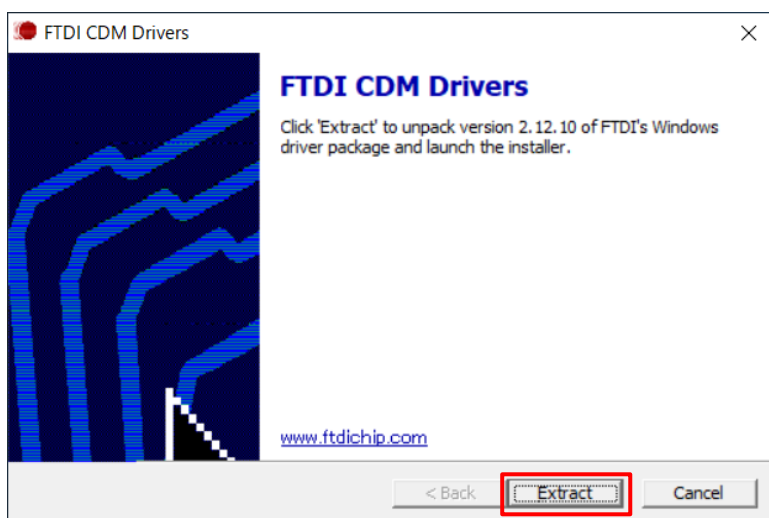 FTDI CDM Drivers
FTDI CDM Drivers
Click 'Extract' to unpack version 2.12.10 of FTDI's Windows
driver package and launch the installer.
www.ftdichip.com
< Back Extract Cancel